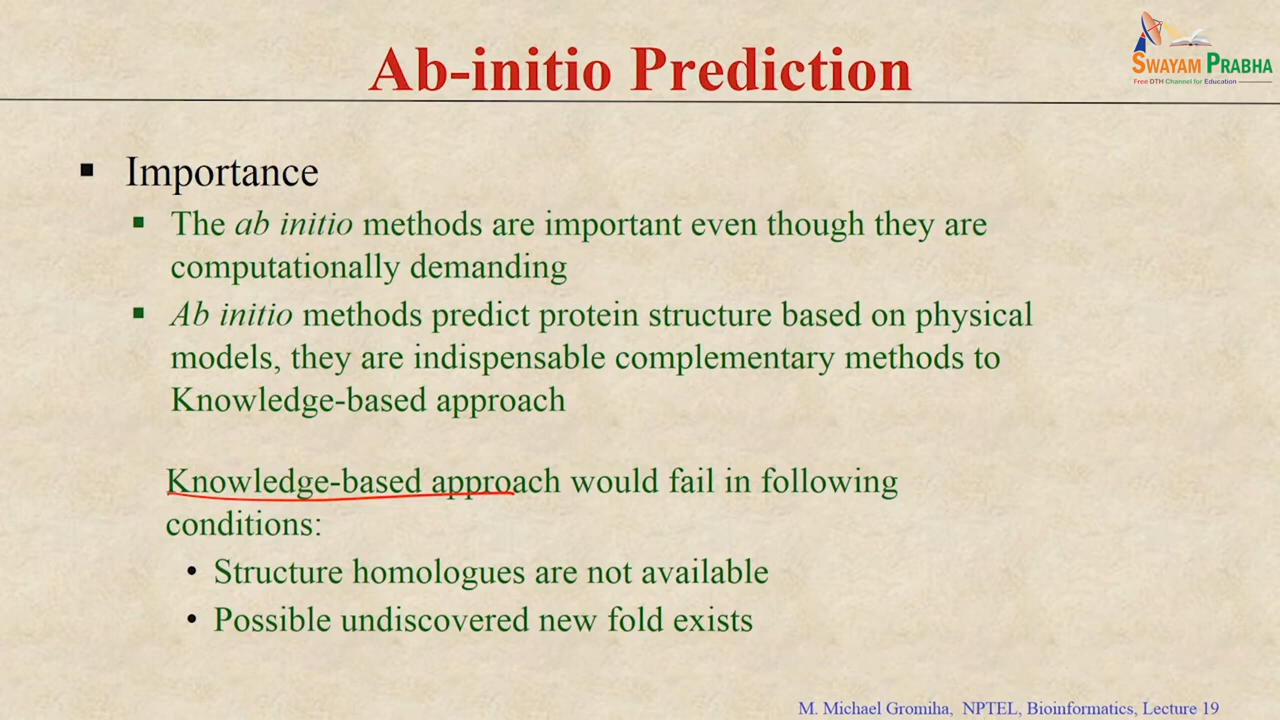 Ab-initio Prediction
SWAYAM PRABHA
Free DTH Channel for Education
Importance
The ab initio methods are important even though they are
computationally demanding
Ab initio methods predict protein structure based on physical
models, they are indispensable complementary methods to
Knowledge-based approach
Knowledge-based approach would fail in following
conditions:
• Structure homologues are not available
• Possible undiscovered new fold exists
M. Michael Gromiha, NPTEL, Bioinformatics, Lecture 19